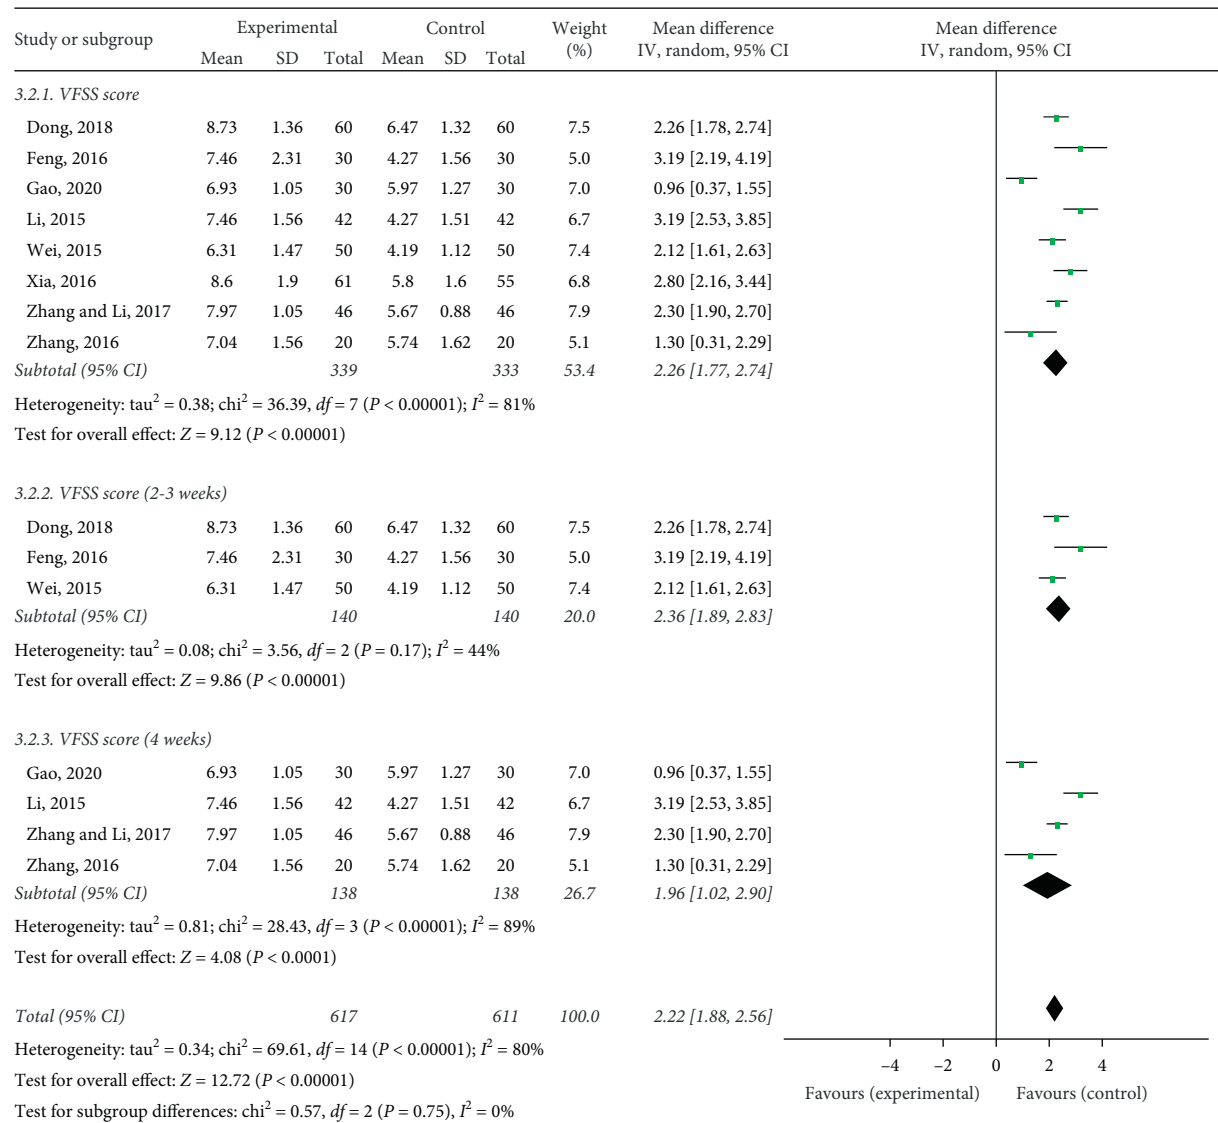 Study or subgroup Experimental Control Weight (%) Mean difference IV, random, 95% CI Mean difference IV, random, 95% CI
Mean SD Total Mean SD Total
3.2.1. VFSS score
Dong, 2018 8.73 1.36 60 6.47 1.32 60 7.5 2.26 [1.78, 2.74]
Feng, 2016 7.46 2.31 30 4.27 1.56 30 5.0 3.19 [2.19, 4.19]
Gao, 2020 6.93 1.05 30 5.97 1.27 30 7.0 0.96 [0.37, 1.55]
Li, 2015 7.46 1.56 42 4.27 1.51 42 6.7 3.19 [2.53, 3.85]
Wei, 2015 6.31 1.47 50 4.19 1.12 50 7.4 2.12 [1.61, 2.63]
Xia, 2016 8.6 1.9 61 5.8 1.6 55 6.8 2.80 [2.16, 3.44]
Zhang and Li, 2017 7.97 1.05 46 5.67 0.88 46 7.9 2.30 [1.90, 2.70]
Zhang, 2016 7.04 1.56 20 5.74 1.62 20 5.1 1.30 [0.31, 2.29]
Subtotal (95% CI) 339 333 53.4 2.26 [1.77, 2.74]
Heterogeneity: tau² = 0.38; chi² = 36.39, df = 7 (P < 0.00001); I² = 81%
Test for overall effect: Z = 9.12 (P < 0.00001)
3.2.2. VFSS score (2-3 weeks)
Dong, 2018 8.73 1.36 60 6.47 1.32 60 7.5 2.26 [1.78, 2.74]
Feng, 2016 7.46 2.31 30 4.27 1.56 30 5.0 3.19 [2.19, 4.19]
Wei, 2015 6.31 1.47 50 4.19 1.12 50 7.4 2.12 [1.61, 2.63]
Subtotal (95% CI) 140 140 20.0 2.36 [1.89, 2.83]
Heterogeneity: tau² = 0.08; chi² = 3.56, df = 2 (P = 0.17); I² = 44%
Test for overall effect: Z = 9.86 (P < 0.00001)
3.2.3. VFSS score (4 weeks)
Gao, 2020 6.93 1.05 30 5.97 1.27 30 7.0 0.96 [0.37, 1.55]
Li, 2015 7.46 1.56 42 4.27 1.51 42 6.7 3.19 [2.53, 3.85]
Zhang and Li, 2017 7.97 1.05 46 5.67 0.88 46 7.9 2.30 [1.90, 2.70]
Zhang, 2016 7.04 1.56 20 5.74 1.62 20 5.1 1.30 [0.31, 2.29]
Subtotal (95% CI) 138 138 26.7 1.96 [1.02, 2.90]
Heterogeneity: tau² = 0.81; chi² = 28.43, df = 3 (P < 0.00001); I² = 89%
Test for overall effect: Z = 4.08 (P < 0.0001)
Total (95% CI) 617 611 100.0 2.22 [1.88, 2.56]
Heterogeneity: tau² = 0.34; chi² = 69.61, df = 14 (P < 0.00001); I² = 80%
Test for overall effect: Z = 12.72 (P < 0.00001)
Test for subgroup differences: chi² = 0.57, df = 2 (P = 0.75), I² = 0%
–4 –2 0 2 4
Favours (experimental) Favours (control)